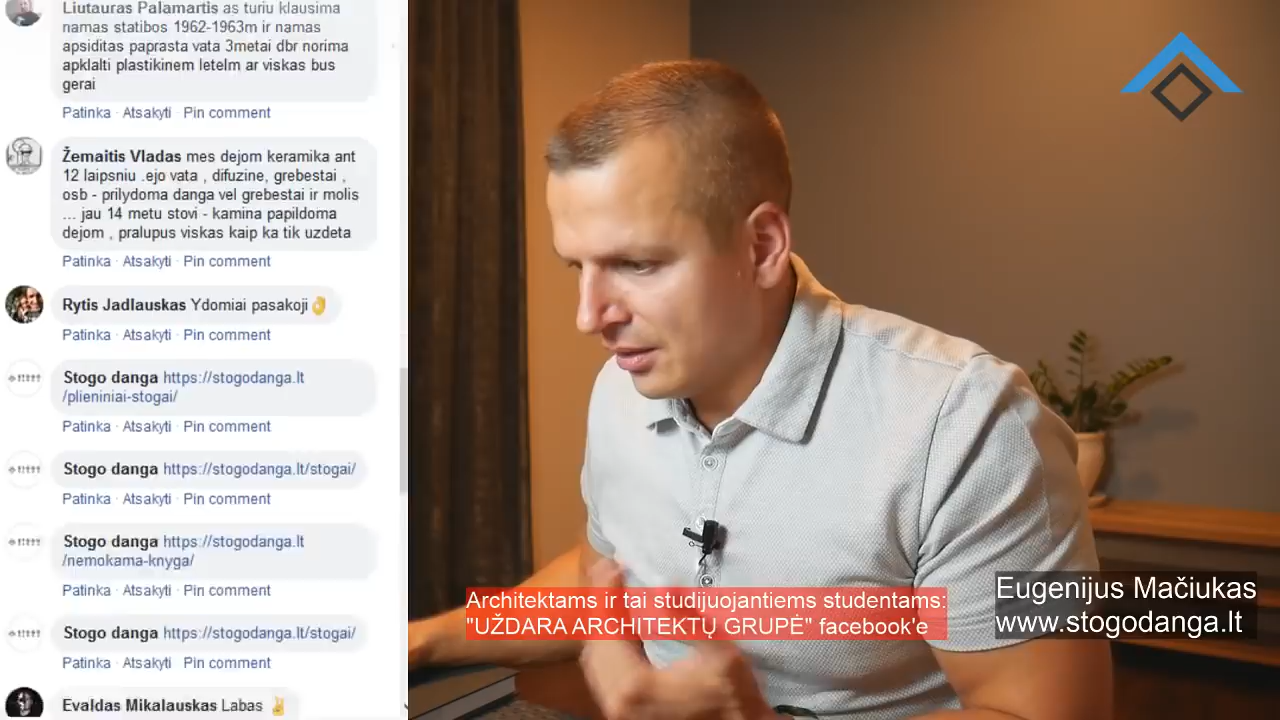 Liutauras Palamartis as turiu klausima
namas statibos 1962-1963m ir namas
apsiditas paprasta vata 3metai dbr norima
apklalti plastikinem letelm ar viskas bus
gerai
Patinka · Atsakyti · Pin comment
Žemaitis Vladas mes dejom keramika ant
12 laipsniu .ejo vata , difuzine, grebestai ,
osb - prilydoma danga vel grebestai ir molis
... jau 14 metu stovi - kamina papildoma
dejom , pralupus viskas kaip ka tik uzdeta
Patinka · Atsakyti · Pin comment
Rytis Jadlauskas Ydomiai pasakoji👌
Patinka · Atsakyti · Pin comment
Stogo danga https://stogodanga.lt
/plieniniai-stogai/
Patinka · Atsakyti · Pin comment
Stogo danga https://stogodanga.lt/stogai/
Patinka · Atsakyti · Pin comment
Stogo danga https://stogodanga.lt
/nemokama-knyga/
Patinka · Atsakyti · Pin comment
Stogo danga https://stogodanga.lt/stogai/
Patinka · Atsakyti · Pin comment
Evaldas Mikalauskas Labas ✌
Architektams ir tai studijuojantiems studentams:
"UŽDARA ARCHITEKTŲ GRUPĖ" facebook'e
Eugenijus Mačiukas
www.stogodanga.lt